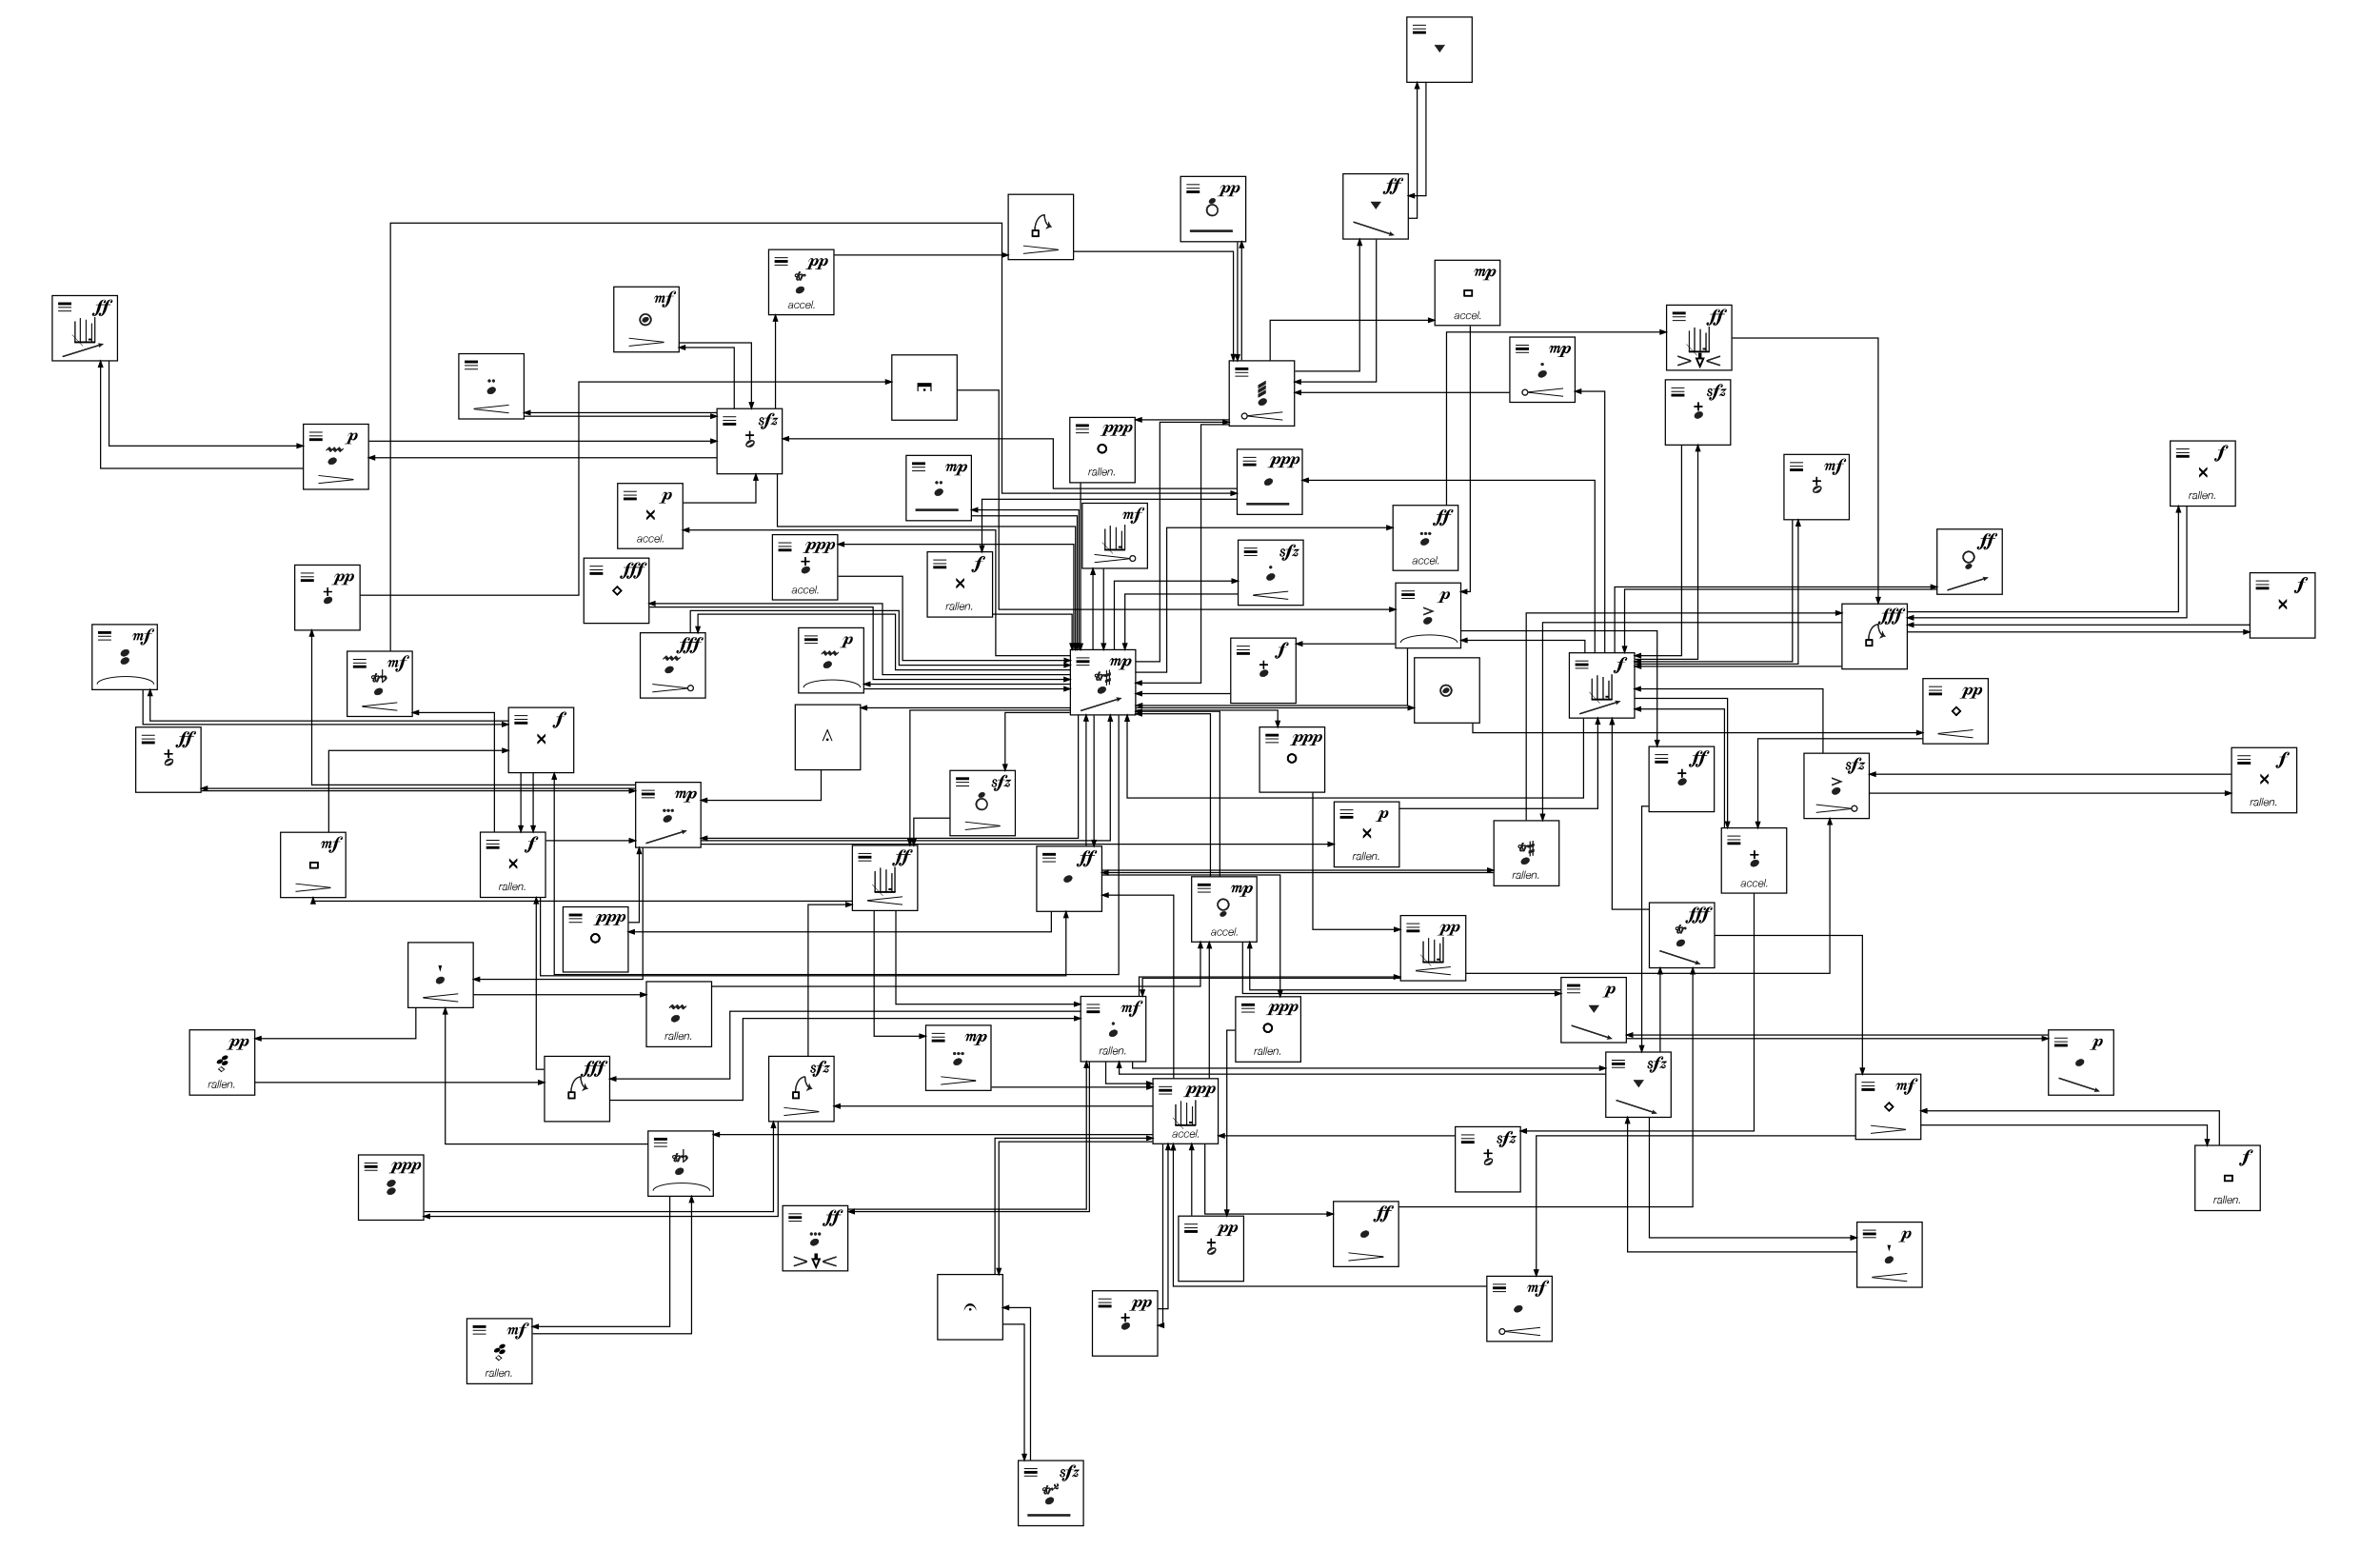 ff
pp
pp
accel.
mp
accel.
mf
ff
ff
mp
sfz
sfz
p
ppp
rallen.
ppp
f
rallen.
mf
mp
p
accel.
mf
ff
accel.
ff
ppp
accel.
sfz
f
rallen.
fff
pp
f
p
fff
mf
fff
p
f
mp
mf
f
pp
f
ff
ppp
ff
sfz
f
rallen.
sfz
mp
p
rallen.
rallen.
accel.
mf
f
rallen.
ff
ff
mp
accel.
fff
ppp
pp
p
rallen.
mf
rallen.
ppp
rallen.
mp
pp
rallen.
p
sfz
fff
sfz
mf
ppp
accel.
sfz
f
rallen.
ppp
ff
ff
pp
p
mf
pp
mf
rallen.
sfz